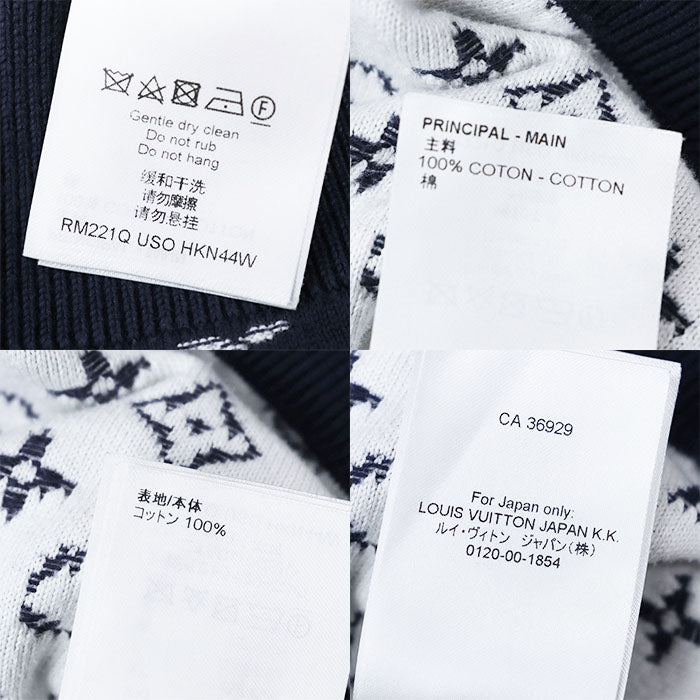 F
Gentle dry clean
Do not rub
Do not hang
缓和干洗
请勿摩擦
请勿悬挂
RM221Q USO HKN44W
PRINCIPAL - MAIN
主料
100% COTON - COTTON
棉
表地/本体
コットン 100%
CA 36929
For Japan only:
LOUIS VUITTON JAPAN K.K.
ルイ・ヴィトン ジャパン(株)
0120-00-1854